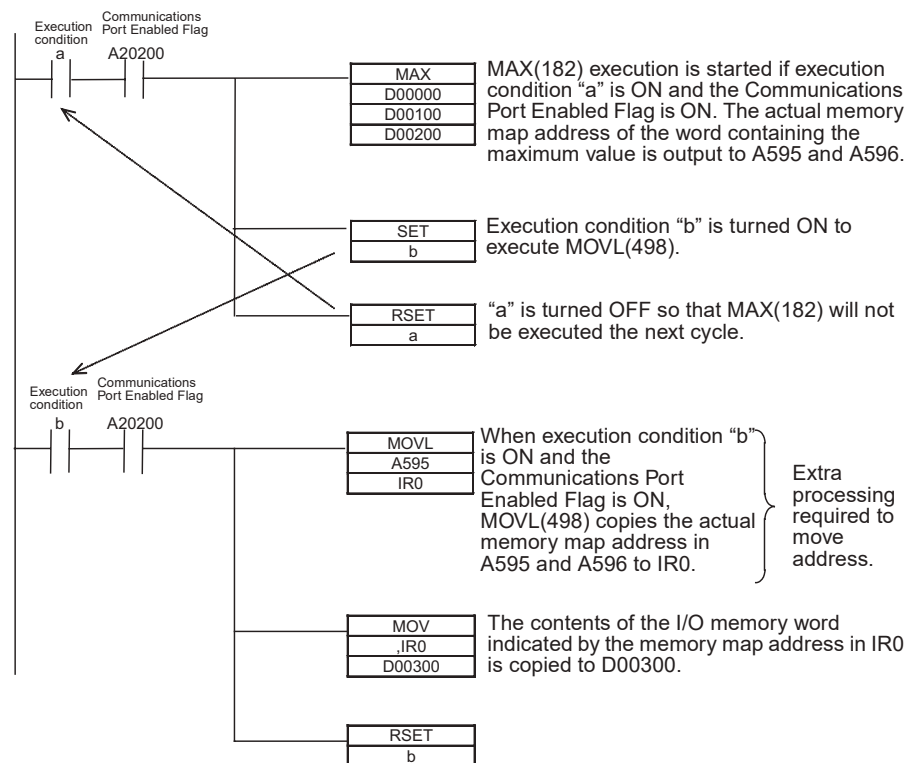 Execution
condition
a
Communications
Port Enabled Flag
A20200
MAX
D00000
D00100
D00200
MAX(182) execution is started if execution
condition “a” is ON and the Communications
Port Enabled Flag is ON. The actual memory
map address of the word containing the
maximum value is output to A595 and A596.
SET
b
Execution condition “b” is turned ON to
execute MOVL(498).
RSET
a
“a” is turned OFF so that MAX(182) will not
be executed the next cycle.
Execution
condition
b
Communications
Port Enabled Flag
A20200
MOVL
A595
IR0
When execution condition “b”
is ON and the
Communications Port
Enabled Flag is ON,
MOVL(498) copies the actual
memory map address in
A595 and A596 to IR0.
Extra
processing
required to
move
address.
MOV
,IR0
D00300
The contents of the I/O memory word
indicated by the memory map address in IR0
is copied to D00300.
RSET
b